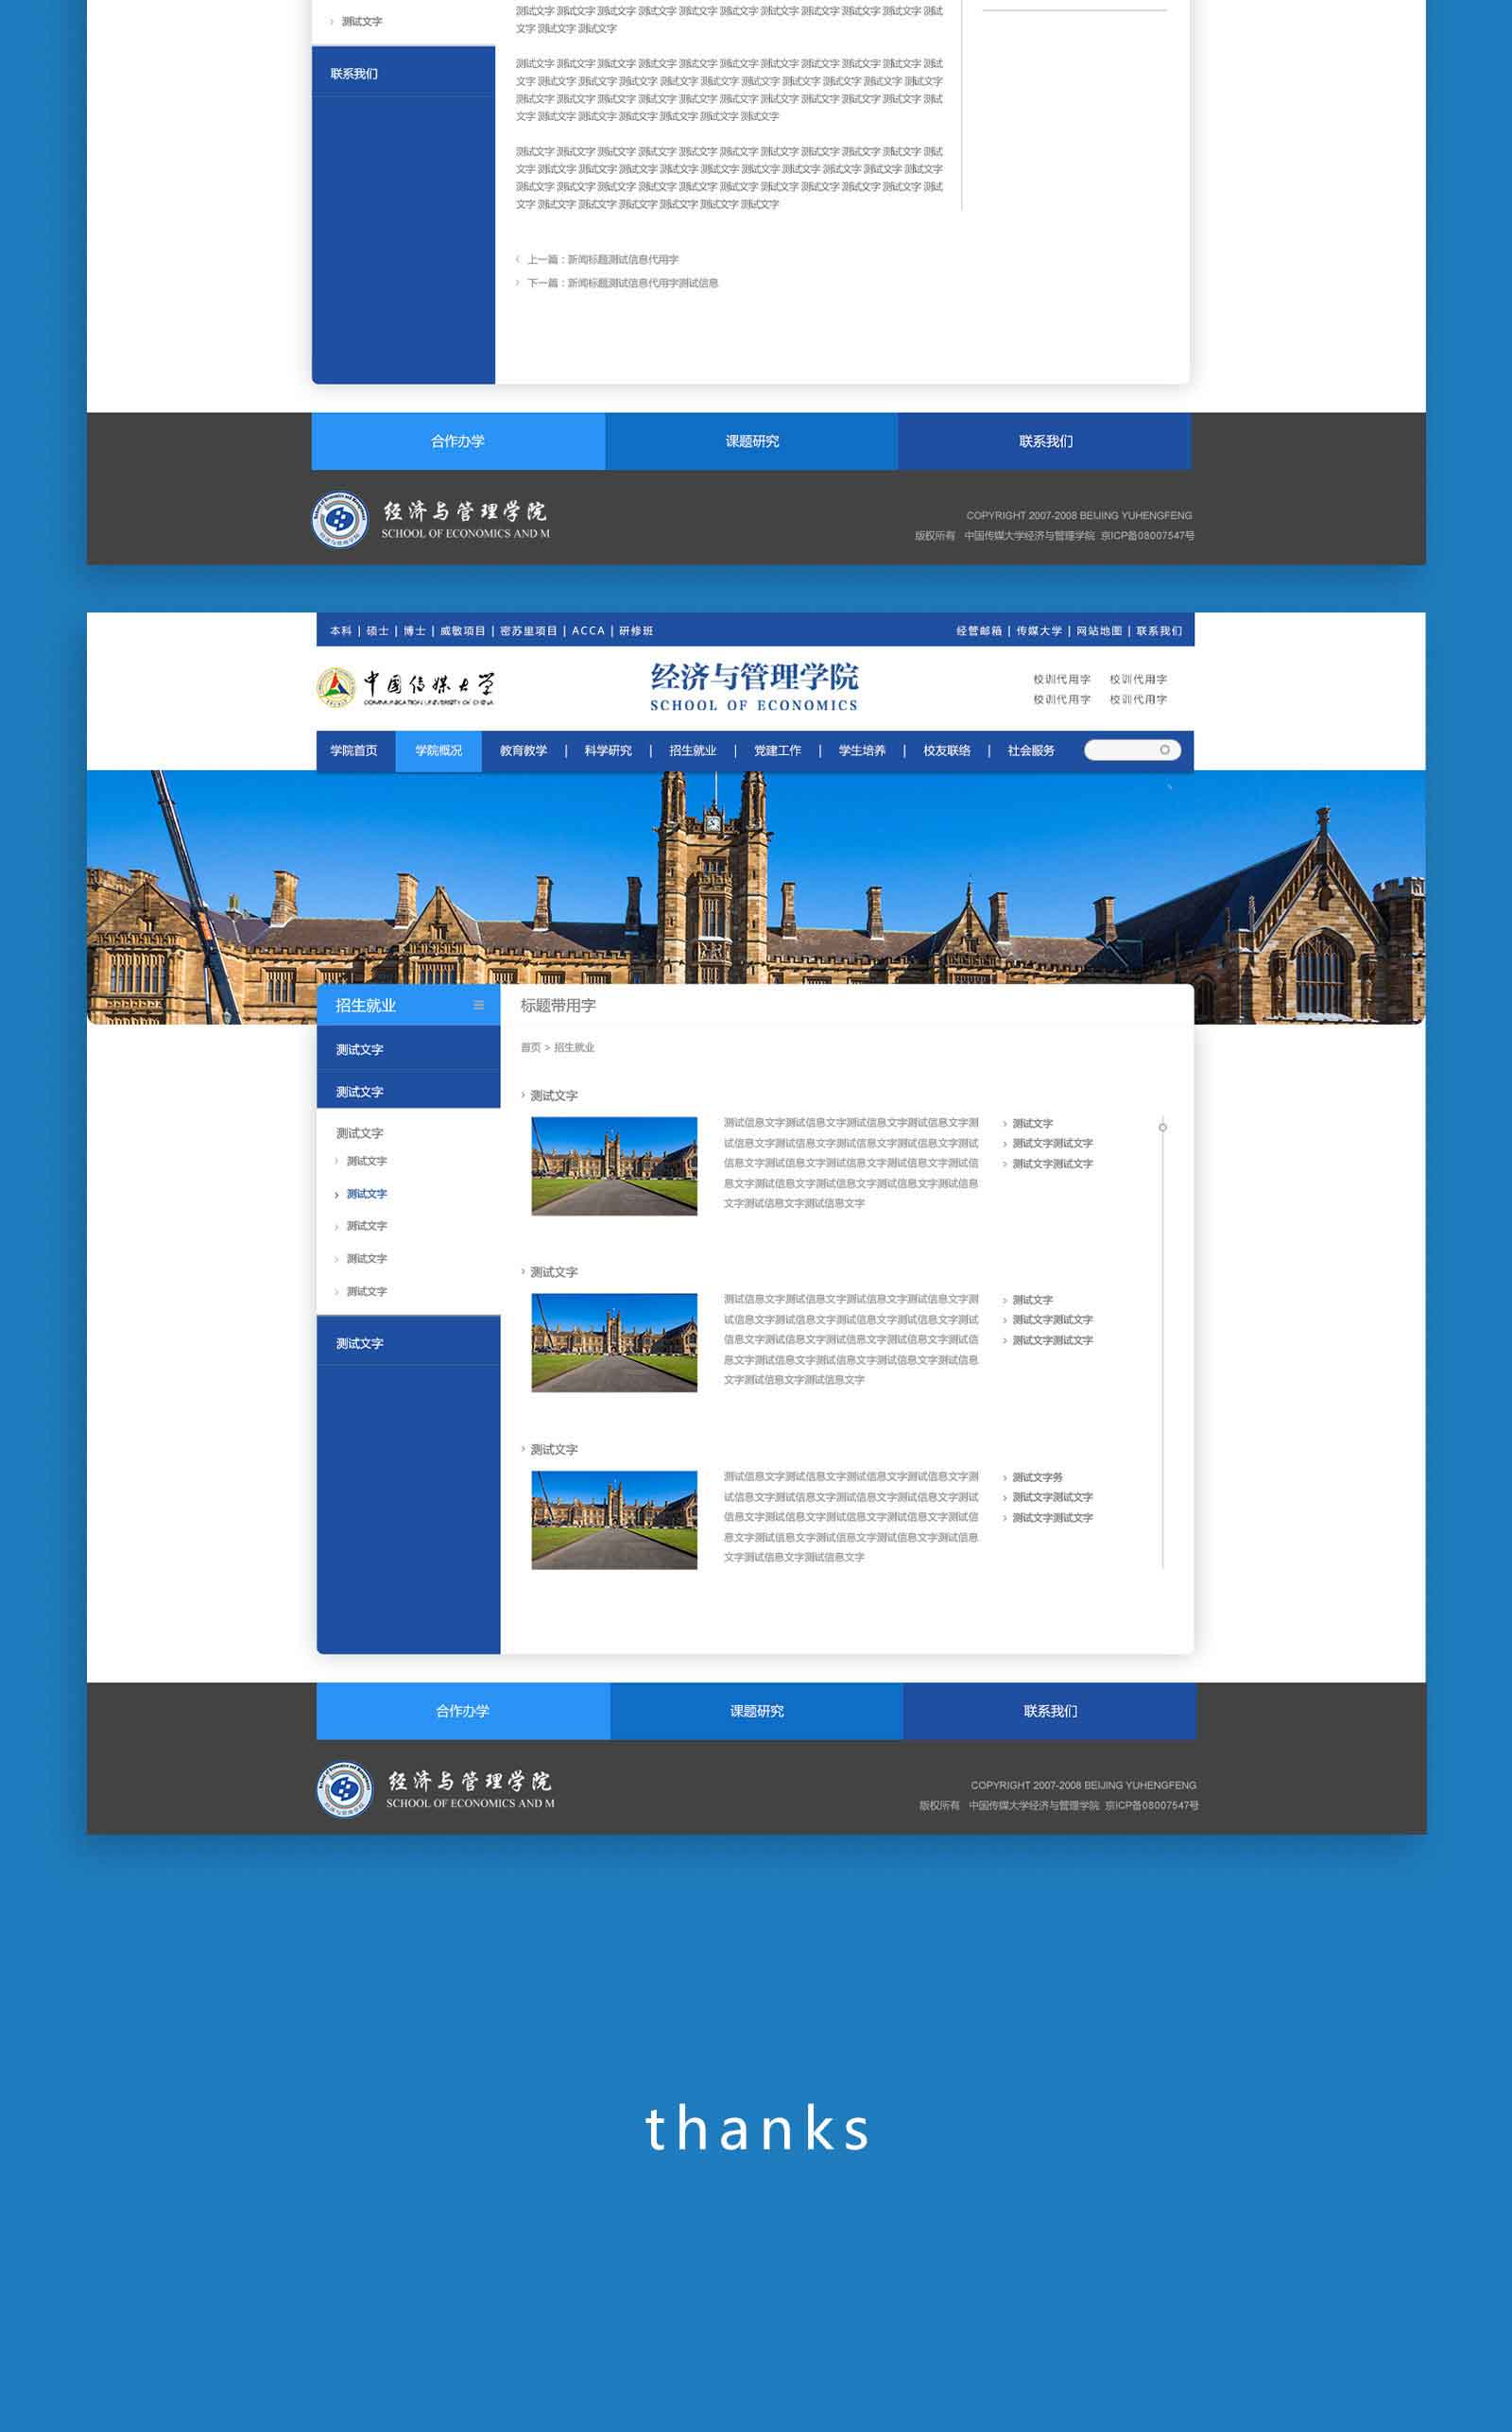 测试文字
测试文字 测试文字 测试文字 测试文字 测试文字 测试文字 测试文字 测试文字 测试文字 测试文字 测试
文字 测试文字 测试文字
联系我们
测试文字 测试文字 测试文字 测试文字 测试文字 测试文字 测试文字 测试文字 测试文字 测试文字 测试
文字 测试文字 测试文字 测试文字 测试文字 测试文字 测试文字 测试文字 测试文字 测试文字 测试文字
测试文字 测试文字 测试文字 测试文字 测试文字 测试文字 测试文字 测试文字 测试文字 测试文字 测试
文字 测试文字 测试文字 测试文字 测试文字 测试文字 测试文字
测试文字 测试文字 测试文字 测试文字 测试文字 测试文字 测试文字 测试文字 测试文字 测试文字 测试
文字 测试文字 测试文字 测试文字 测试文字 测试文字 测试文字 测试文字 测试文字 测试文字 测试文字
测试文字 测试文字 测试文字 测试文字 测试文字 测试文字 测试文字 测试文字 测试文字 测试文字 测试
文字 测试文字 测试文字 测试文字 测试文字 测试文字 测试文字
上一篇：新闻标题测试信息代用字
下一篇：新闻标题测试信息代用字测试信息
合作办学 课题研究 联系我们
经济与管理学院
SCHOOL OF ECONOMICS AND M
COPYRIGHT 2007-2008 BEIJING YUHENGFENG
版权所有 中国传媒大学经济与管理学院 京ICP备08007547号
本科 | 硕士 | 博士 | 威敏项目 | 密苏里项目 | ACCA | 研修班
经管邮箱 | 传媒大学 | 网站地图 | 联系我们
中国传媒大学
COMMUNICATION UNIVERSITY OF CHINA
经济与管理学院
SCHOOL OF ECONOMICS
校训代用字 校训代用字
校训代用字 校训代用字
学院首页 学院概况 教育教学 | 科学研究 | 招生就业 | 党建工作 | 学生培养 | 校友联络 | 社会服务
招生就业
测试文字
测试文字
测试文字
测试文字
测试文字
测试文字
测试文字
测试文字
测试文字
标题带用字
首页 > 招生就业
测试文字
测试信息文字测试信息文字测试信息文字测试信息文字测
试信息文字测试信息文字测试信息文字测试信息文字测试
信息文字测试信息文字测试信息文字测试信息文字测试信
息文字测试信息文字测试信息文字测试信息文字测试信息
文字测试信息文字测试信息文字
测试文字
测试文字测试文字
测试文字测试文字
测试文字
测试信息文字测试信息文字测试信息文字测试信息文字测
试信息文字测试信息文字测试信息文字测试信息文字测试
信息文字测试信息文字测试信息文字测试信息文字测试信
息文字测试信息文字测试信息文字测试信息文字测试信息
文字测试信息文字测试信息文字
测试文字
测试文字测试文字
测试文字测试文字
测试文字
测试信息文字测试信息文字测试信息文字测试信息文字测
试信息文字测试信息文字测试信息文字测试信息文字测试
信息文字测试信息文字测试信息文字测试信息文字测试信
息文字测试信息文字测试信息文字测试信息文字测试信息
文字测试信息文字测试信息文字
测试文字务
测试文字测试文字
测试文字测试文字
合作办学 课题研究 联系我们
经济与管理学院
SCHOOL OF ECONOMICS AND M
COPYRIGHT 2007-2008 BEIJING YUHENGFENG
版权所有 中国传媒大学经济与管理学院 京ICP备08007547号
thanks